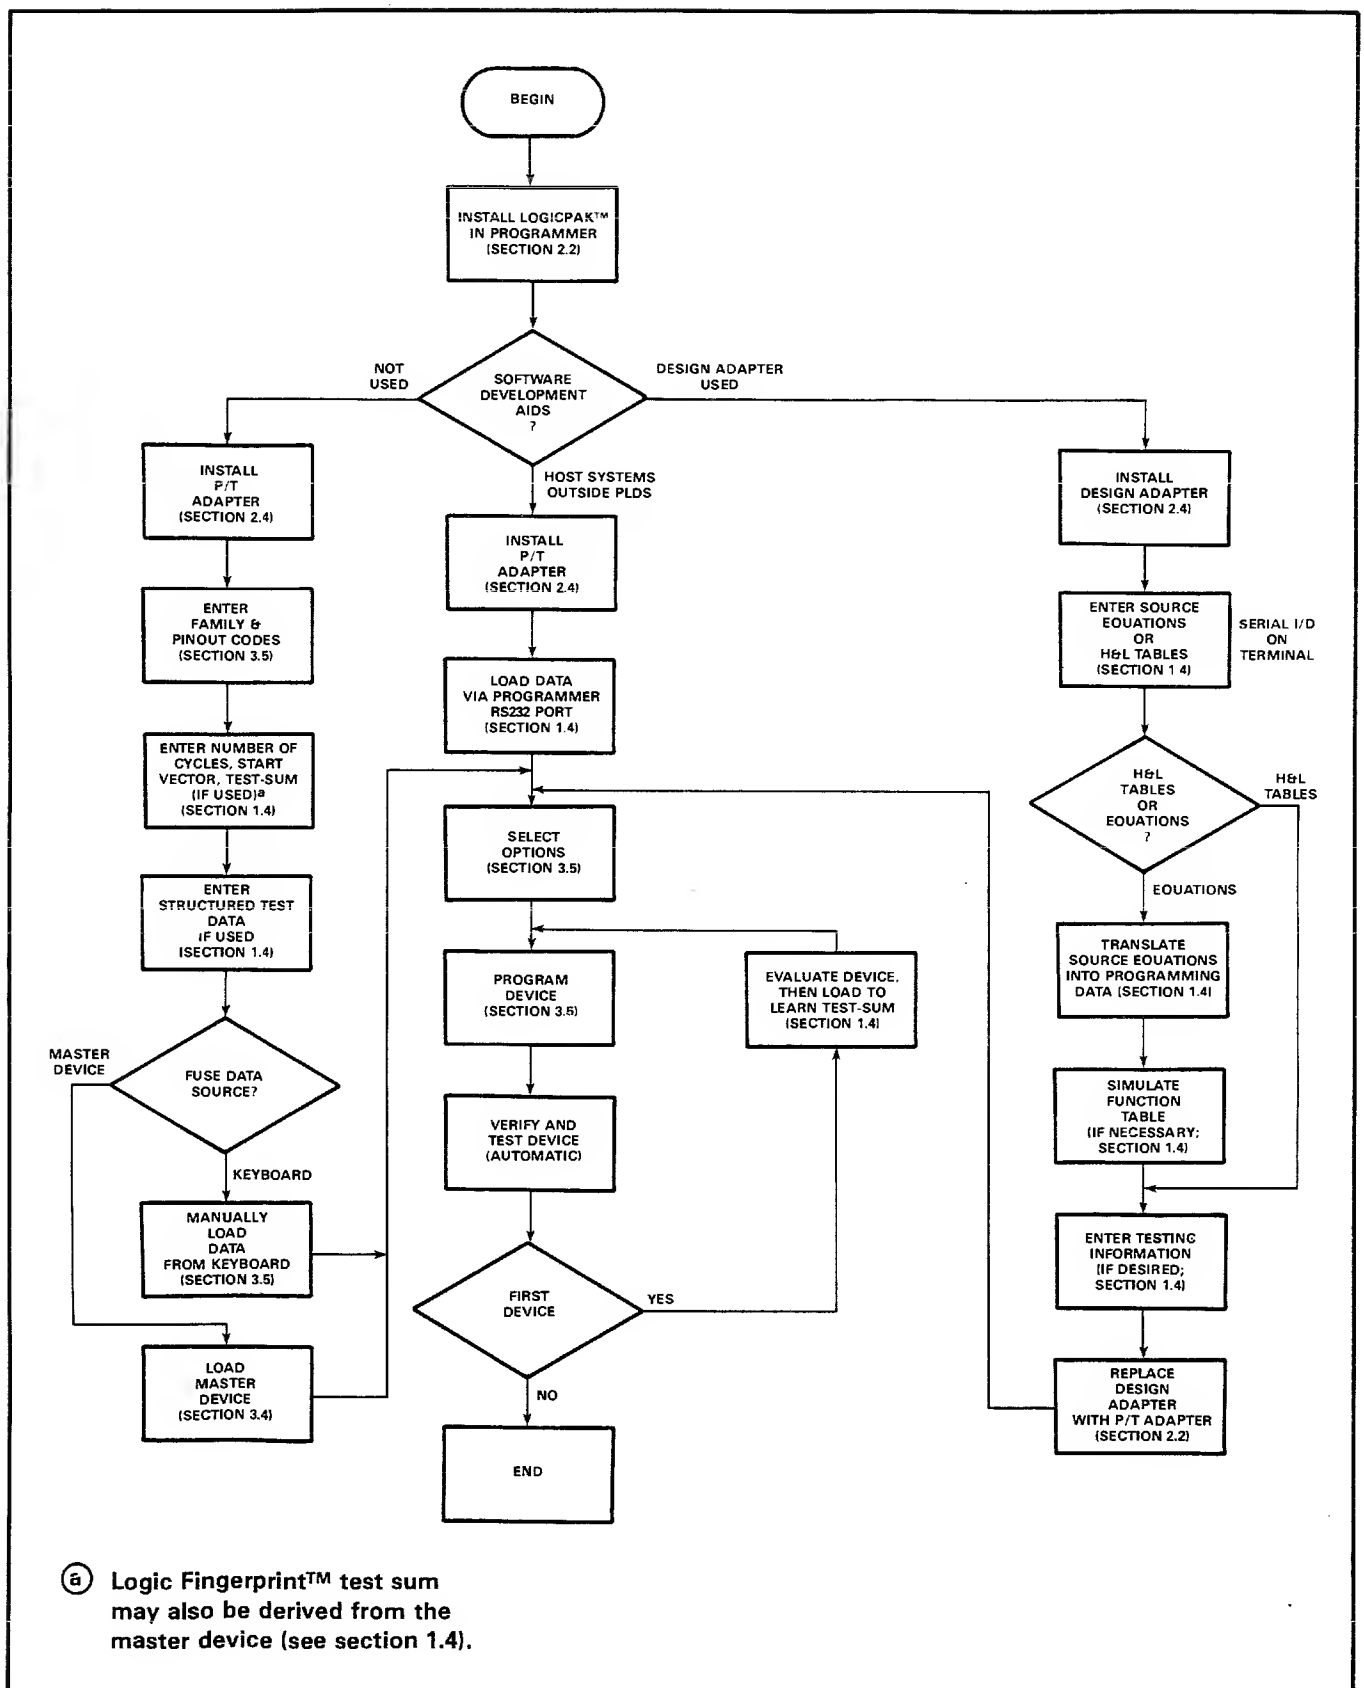 BEGIN
INSTALL LOGICPAK™
IN PROGRAMMER
(SECTION 2.2)
SOFTWARE
DEVELOPMENT
AIDS
?
NOT
USED
DESIGN ADAPTER
USED
HOST SYSTEMS
OUTSIDE PLDS
INSTALL
P/T
ADAPTER
(SECTION 2.4)
ENTER
FAMILY &
PINOUT CODES
(SECTION 3.5)
ENTER NUMBER OF
CYCLES, START
VECTOR, TEST-SUM
(IF USED)a
(SECTION 1.4)
ENTER
STRUCTURED TEST
DATA
IF USED
(SECTION 1.4)
FUSE DATA
SOURCE?
MASTER
DEVICE
KEYBOARD
MANUALLY
LOAD
DATA
FROM KEYBOARD
(SECTION 3.5)
LOAD
MASTER
DEVICE
(SECTION 3.4)
INSTALL
P/T
ADAPTER
(SECTION 2.4)
LOAD DATA
VIA PROGRAMMER
RS232 PORT
(SECTION 1.4)
SELECT
OPTIONS
(SECTION 3.5)
PROGRAM
DEVICE
(SECTION 3.5)
VERIFY AND
TEST DEVICE
(AUTOMATIC)
FIRST
DEVICE
YES
NO
END
EVALUATE DEVICE,
THEN LOAD TO
LEARN TEST-SUM
(SECTION 1.4)
INSTALL
DESIGN ADAPTER
(SECTION 2.4)
ENTER SOURCE
EQUATIONS
OR
H&L TABLES
(SECTION 1 4)
SERIAL I/D
ON
TERMINAL
H&L
TABLES
OR
EQUATIONS
?
H&L
TABLES
EQUATIONS
TRANSLATE
SOURCE EQUATIONS
INTO PROGRAMMING
DATA (SECTION 1.4)
SIMULATE
FUNCTION
TABLE
(IF NECESSARY;
SECTION 1.4)
ENTER TESTING
INFORMATION
(IF DESIRED;
SECTION 1.4)
REPLACE
DESIGN
ADAPTER
WITH P/T ADAPTER
(SECTION 2.2)
a Logic Fingerprint™ test sum
may also be derived from the
master device (see section 1.4).